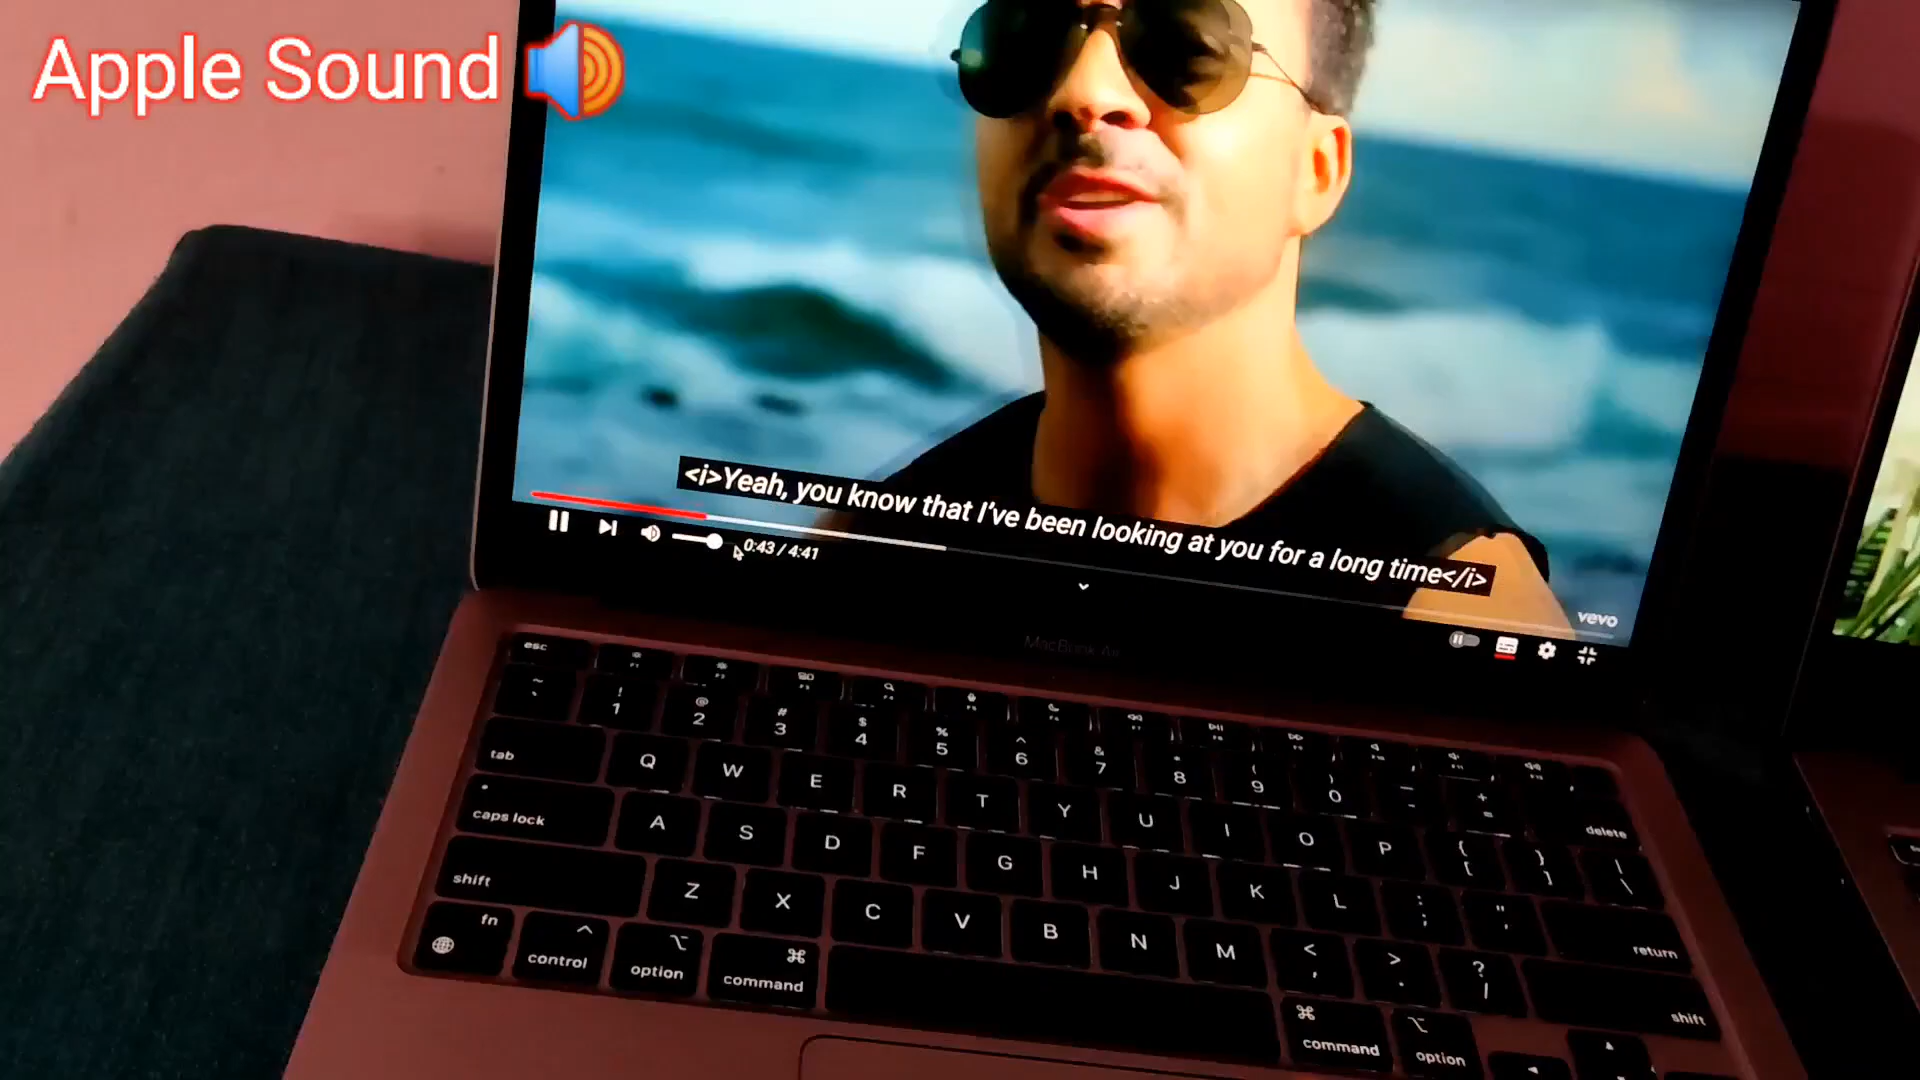 Apple Sound
<i>Yeah, you know that I've been looking at you for a long time</i>
0:43 / 4:41
vevo
MacBook Air
esc
~ ` ! 1 @ 2 # 3 $ 4 % 5 ^ 6 & 7 * 8 ( 9 ) 0 _ - + =
delete
tab Q W E R T Y U I O P { [ } ] | \
caps lock A S D F G H J K L : ; " '
return
shift Z X C V B N M < , > . ? /
shift
fn control option command command option